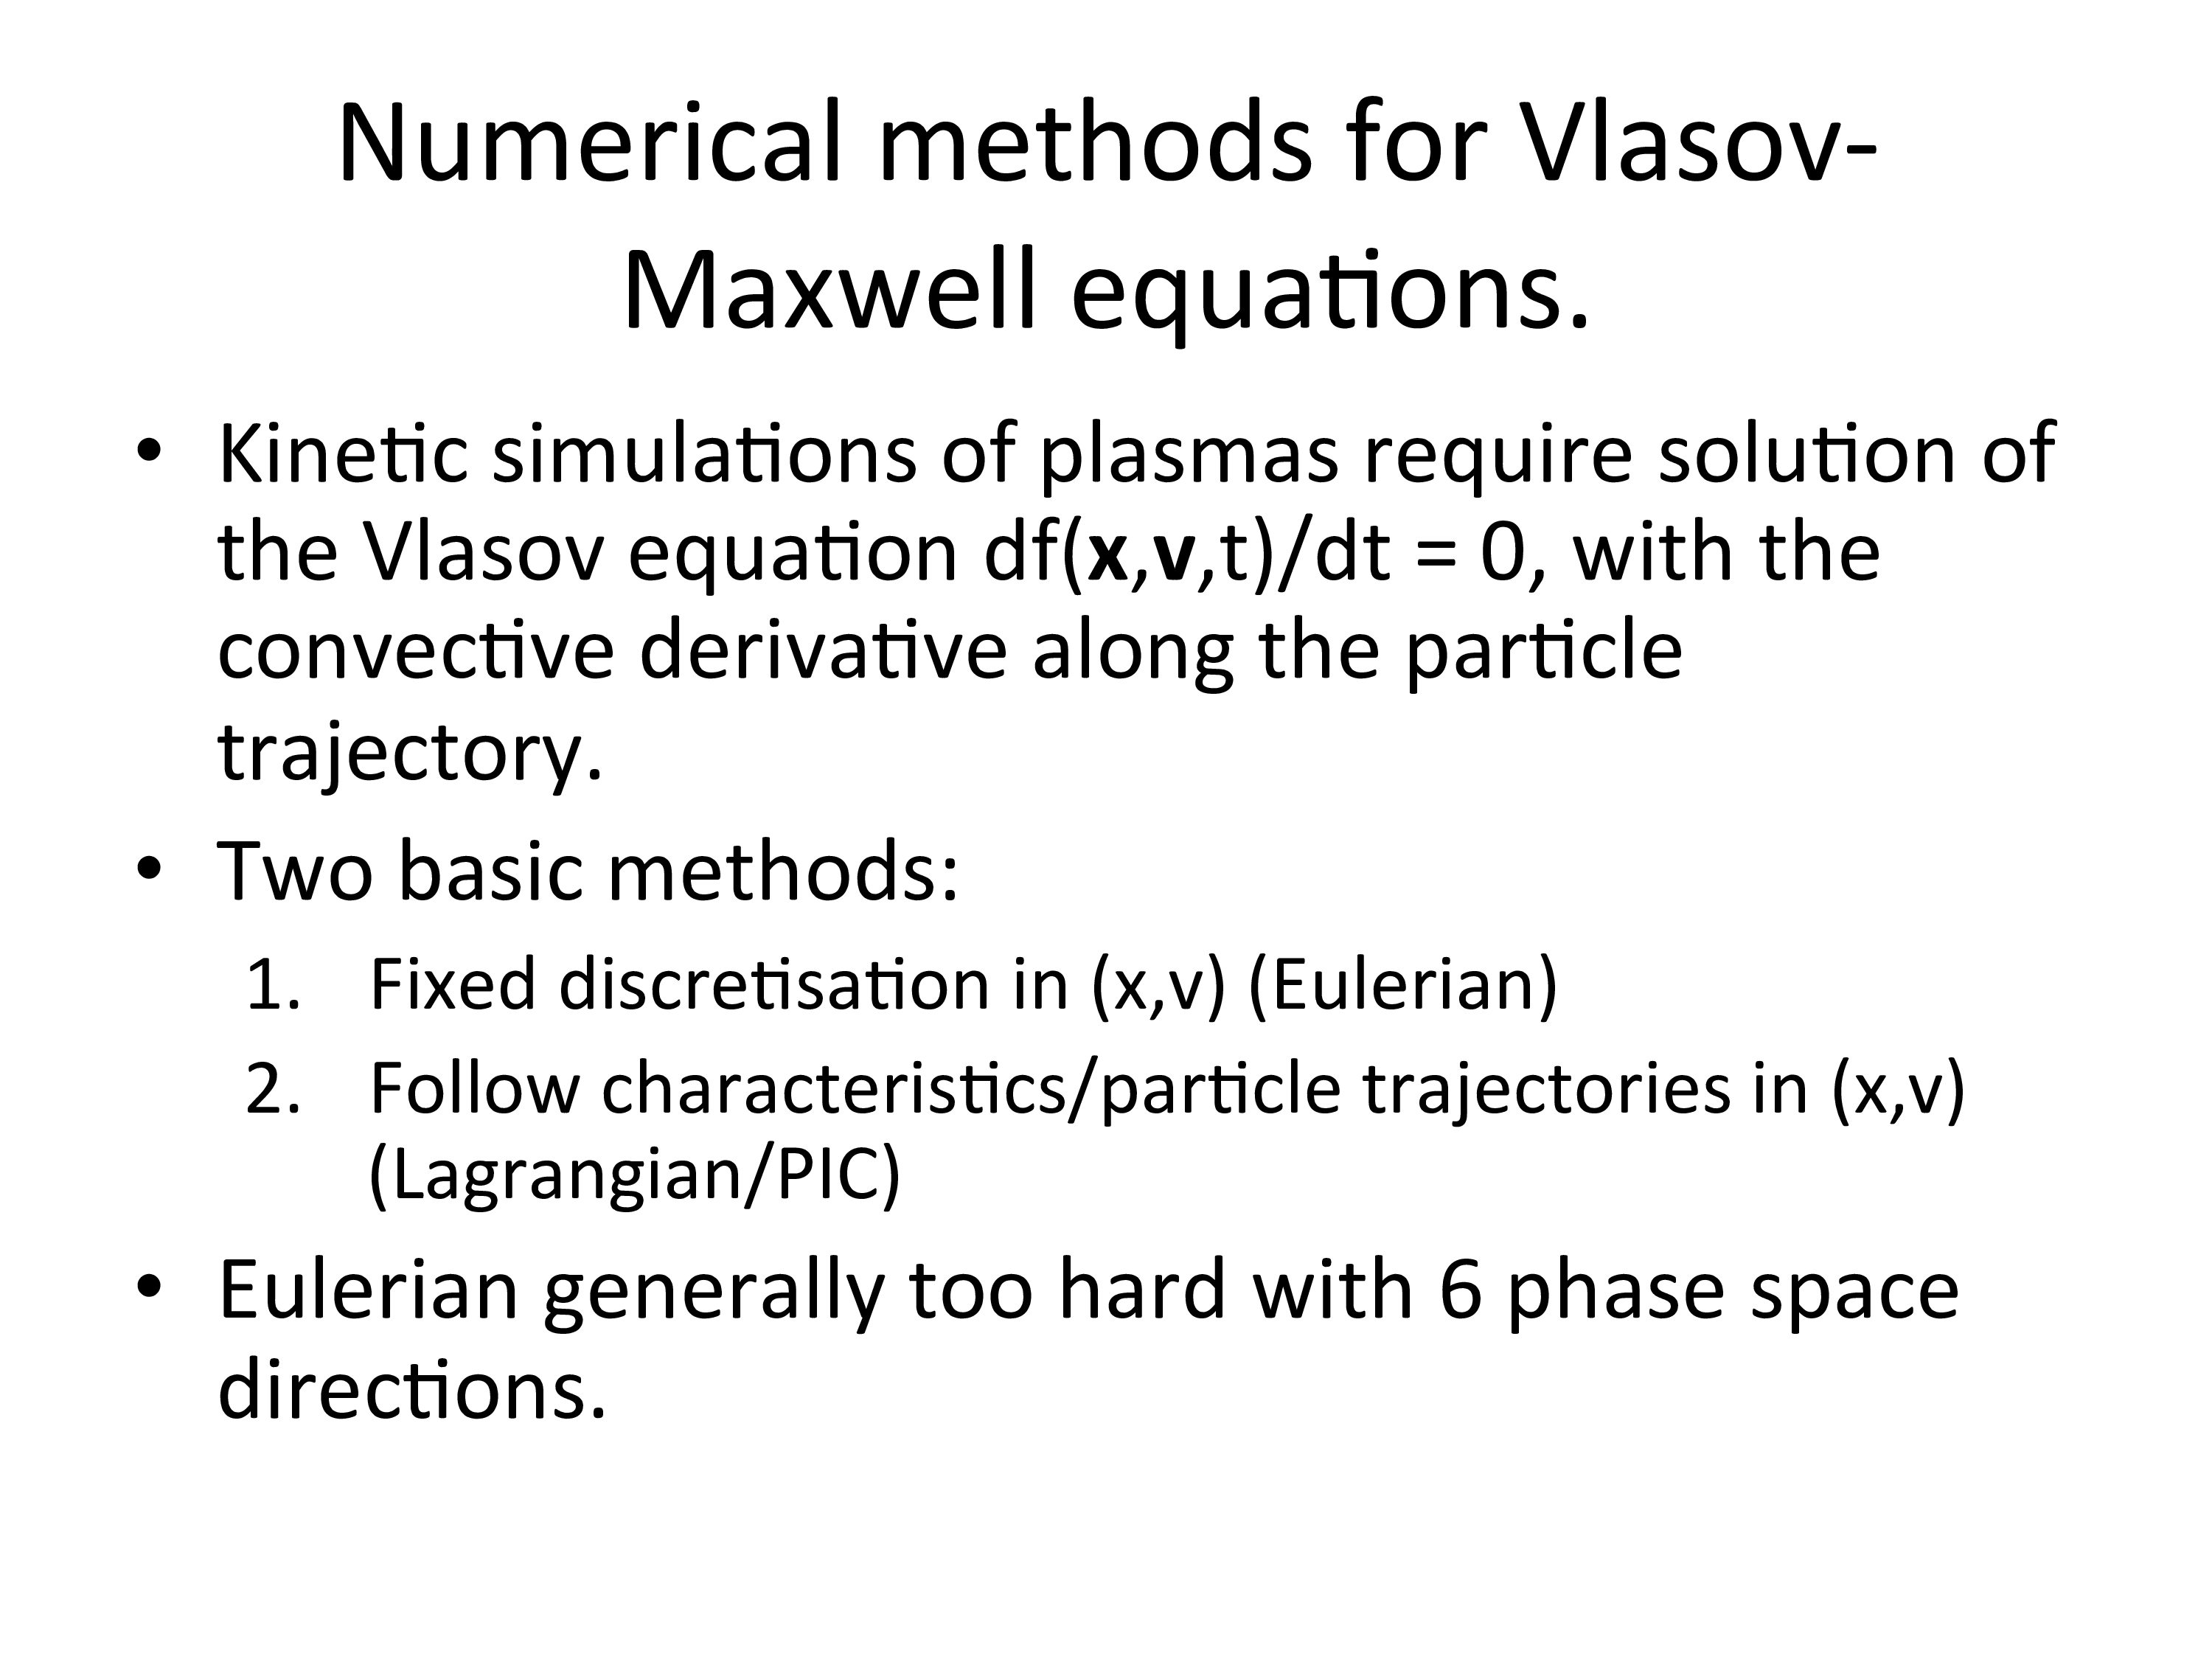 Numerical methods for Vlasov-
Maxwell equations.
• Kinetic simulations of plasmas require solution of
the Vlasov equation df(x,v,t)/dt = 0, with the
convective derivative along the particle
trajectory.
• Two basic methods:
1. Fixed discretisation in (x,v) (Eulerian)
2. Follow characteristics/particle trajectories in (x,v)
(Lagrangian/PIC)
• Eulerian generally too hard with 6 phase space
directions.